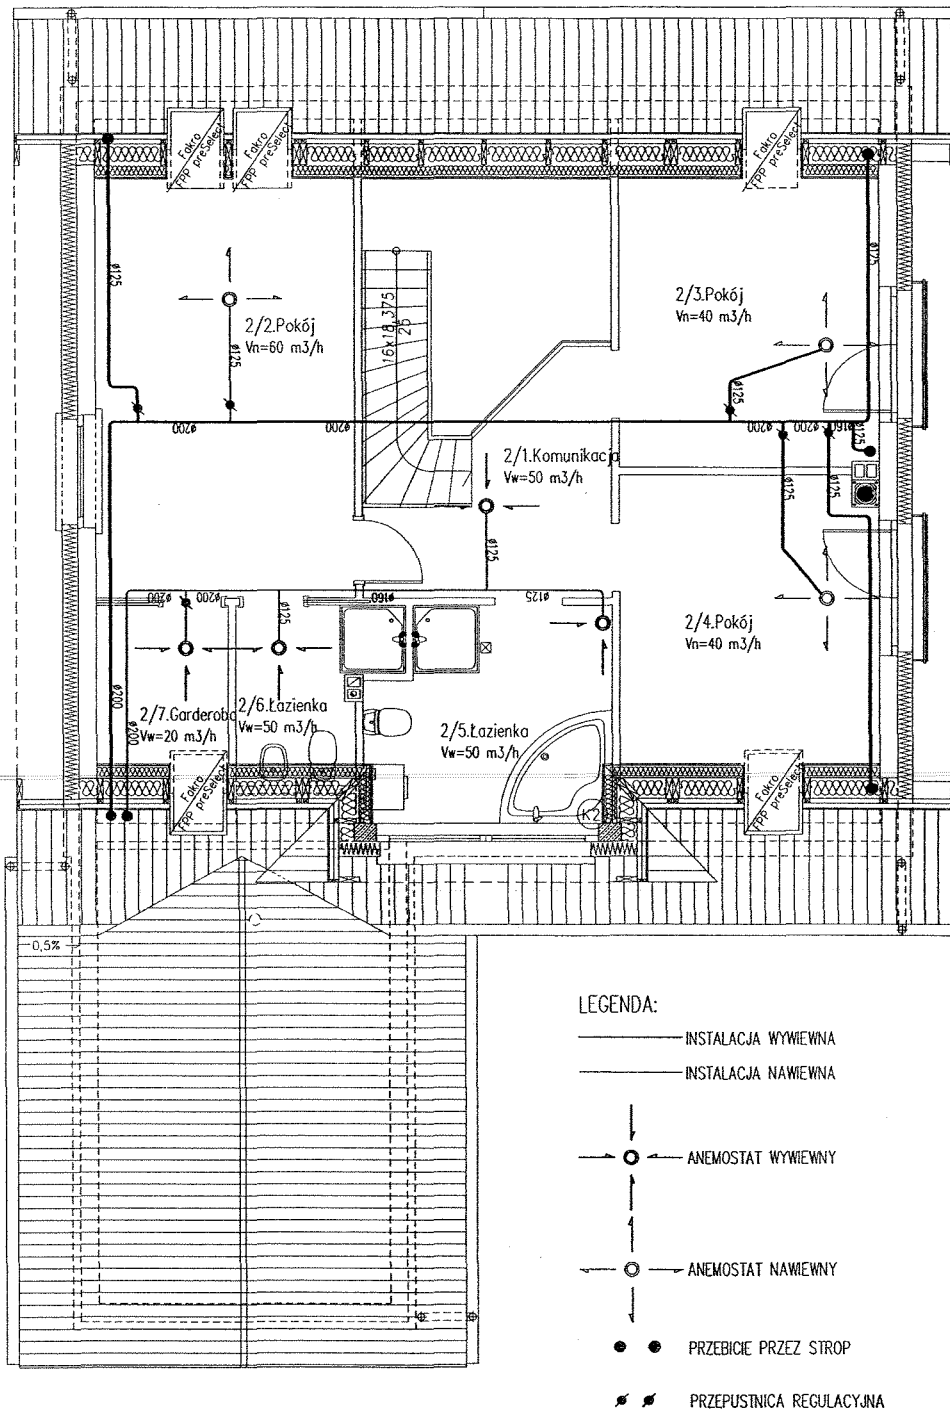 Fakro
FPP preSelect
Fakro
FPP preSelect
Fakro
FPP preSelect
ø125
ø125
16x18,375
25
2/3.Pokój
Vn=40 m3/h
2/2.Pokój
Vn=60 m3/h
ø125
ø125
ø200
ø200
ø200
ø200
ø160
ø125
2/1.Komunikacja
Vw=50 m3/h
ø125
ø125
ø125
ø200
ø200
ø160
ø125
ø125
ø125
2/4.Pokój
Vn=40 m3/h
ø200
ø200
2/7.Garderoba
Vw=20 m3/h
2/6.Łazienka
Vw=50 m3/h
2/5.Łazienka
Vw=50 m3/h
Fakro
FPP preSelect
Fakro
FPP preSelect
K2
0,5%
LEGENDA:
INSTALACJA WYWIEWNA
INSTALACJA NAWIEWNA
ANEMOSTAT WYWIEWNY
ANEMOSTAT NAWIEWNY
PRZEBICIE PRZEZ STROP
PRZEPUSTNICA REGULACYJNA